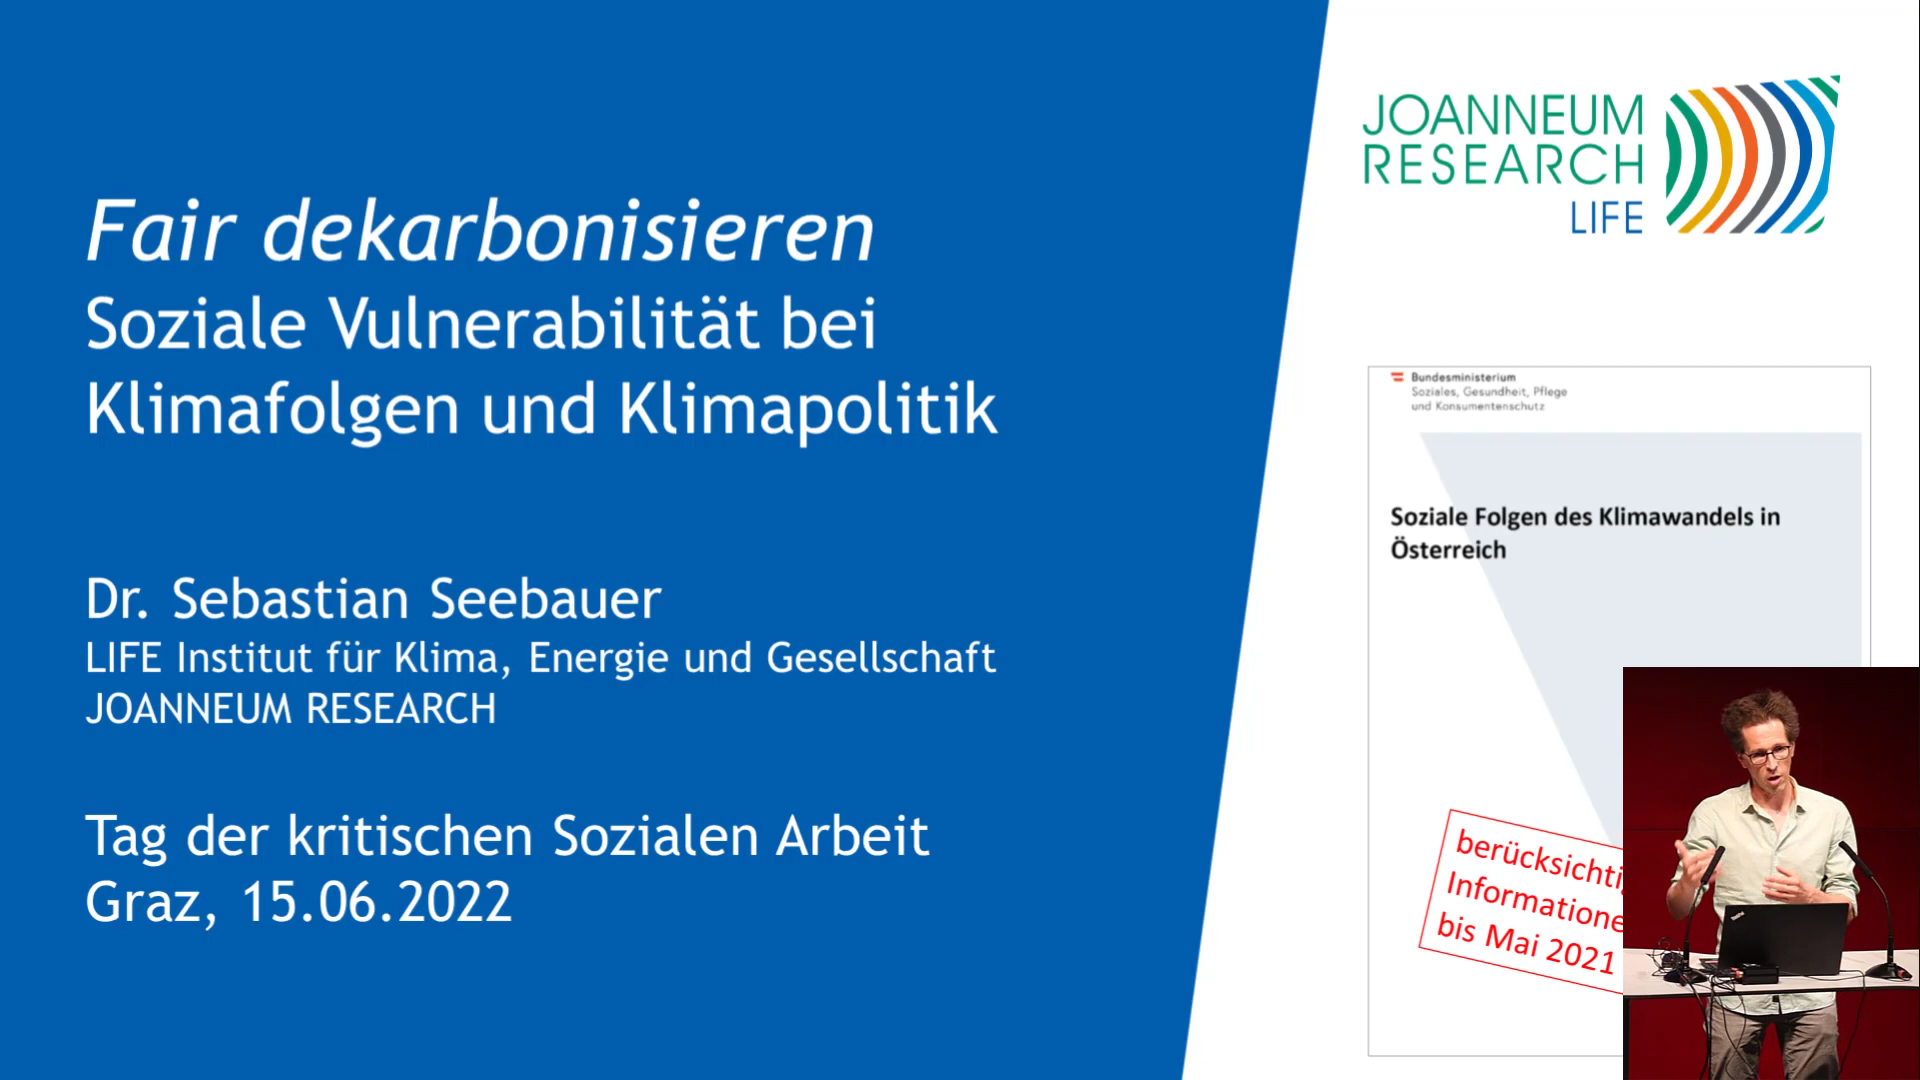 Fair dekarbonisieren
Soziale Vulnerabilität bei
Klimafolgen und Klimapolitik
Dr. Sebastian Seebauer
LIFE Institut für Klima, Energie und Gesellschaft
JOANNEUM RESEARCH
Tag der kritischen Sozialen Arbeit
Graz, 15.06.2022
JOANNEUM
RESEARCH
LIFE
Bundesministerium
Soziales, Gesundheit, Pflege
und Konsumentenschutz
Soziale Folgen des Klimawandels in
Österreich
berücksichti
Informatione
bis Mai 2021